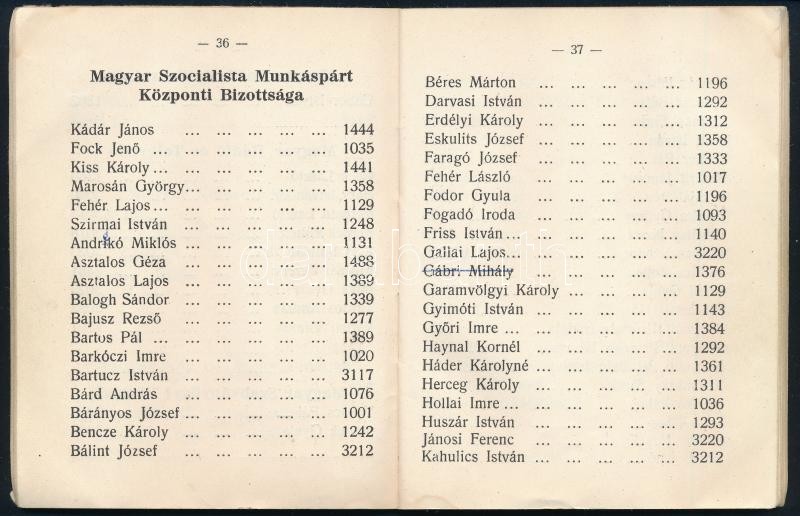 — 36 —
Magyar Szocialista Munkáspárt
Központi Bizottsága
Kádár János ... ... ... ... 1444
Fock Jenő ... ... ... ... ... 1035
Kiss Károly ... ... ... ... ... 1441
Marosán György... ... ... ... 1358
Fehér Lajos ... ... ... ... ... 1129
Szirmai István ... ... ... ... 1248
Andrikó Miklós ... ... ... ... 1131
Asztalos Géza ... ... ... ... 1488
Asztalos Lajos ... ... ... ... 1389
Balogh Sándor ... ... ... ... 1339
Bajusz Rezső ... ... ... ... 1277
Bartos Pál ... ... ... ... ... 1389
Barkóczi Imre ... ... ... ... 1020
Bartucz István ... ... ... ... 3117
Bárd András ... ... ... ... 1076
Bárányos József ... ... ... ... 1001
Bencze Károly ... ... ... ... 1242
Bálint József ... ... ... ... 3212
— 37 —
Béres Márton ... ... ... ... ... 1196
Darvasi István ... ... ... ... ... 1292
Erdélyi Károly ... ... ... ... ... 1312
Eskulits József ... ... ... ... ... 1358
Faragó József ... ... ... ... ... 1333
Fehér László ... ... ... ... ... 1017
Fodor Gyula ... ... ... ... ... 1196
Fogadó Iroda ... ... ... ... ... 1093
Friss István ... ... ... ... ... ... 1140
Gallai Lajos ... ... ... ... ... ... 3220
Gábri Mihály ... ... ... ... ... 1376
Garamvölgyi Károly ... ... ... ... 1129
Gyimóti István ... ... ... ... ... 1143
Győri Imre ... ... ... ... ... ... 1384
Haynal Kornél ... ... ... ... ... 1292
Háder Károlyné ... ... ... ... ... 1361
Herceg Károly ... ... ... ... ... 1311
Hollai Imre ... ... ... ... ... ... 1036
Huszár István ... ... ... ... ... 1293
Jánosi Ferenc ... ... ... ... ... 3220
Kahulics István ... ... ... ... ... 3212